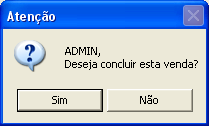 Atenção
ADMIN,
Deseja concluir esta venda?
Sim
Não